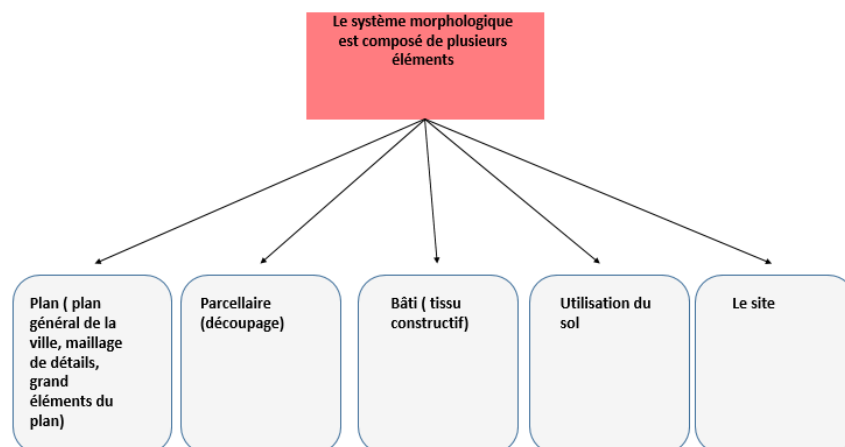 Le système morphologique
est composé de plusieurs
éléments
Plan ( plan
général de la
ville, maillage
de détails,
grand
éléments du
plan)
Parcellaire
(découpage)
Bâti ( tissu
constructif)
Utilisation du
sol
Le site